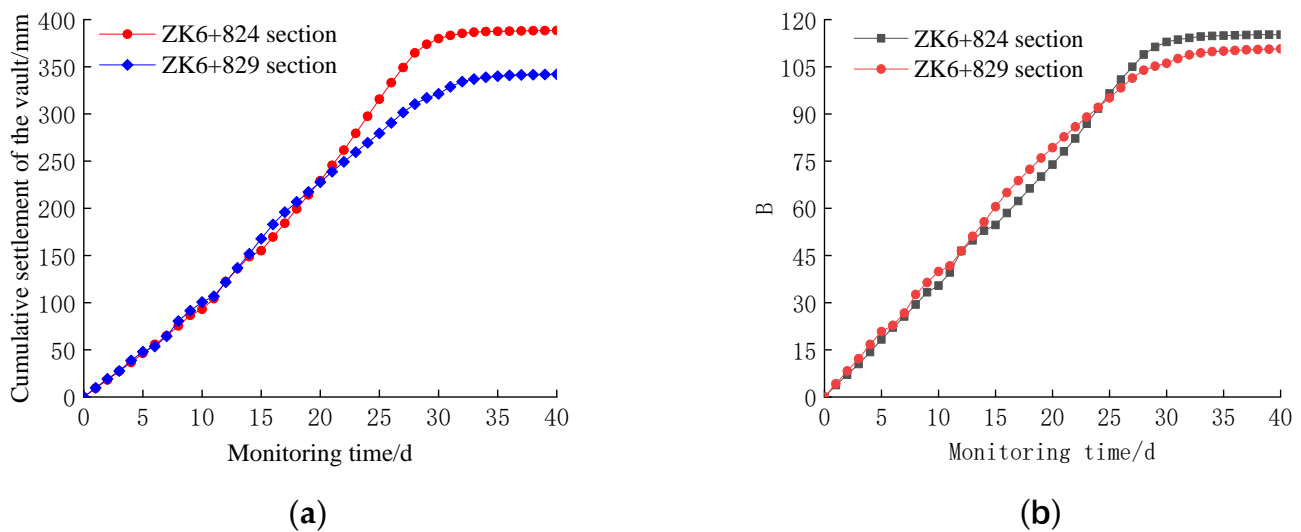 400
350
300
250
200
150
100
50
0
Cumulative settlement of the vault/mm
ZK6+824 section
ZK6+829 section
0 5 10 15 20 25 30 35 40
Monitoring time/d
(a)
120
105
90
75
60
45
30
15
0
B
ZK6+824 section
ZK6+829 section
0 5 10 15 20 25 30 35 40
Monitoring time/d
(b)